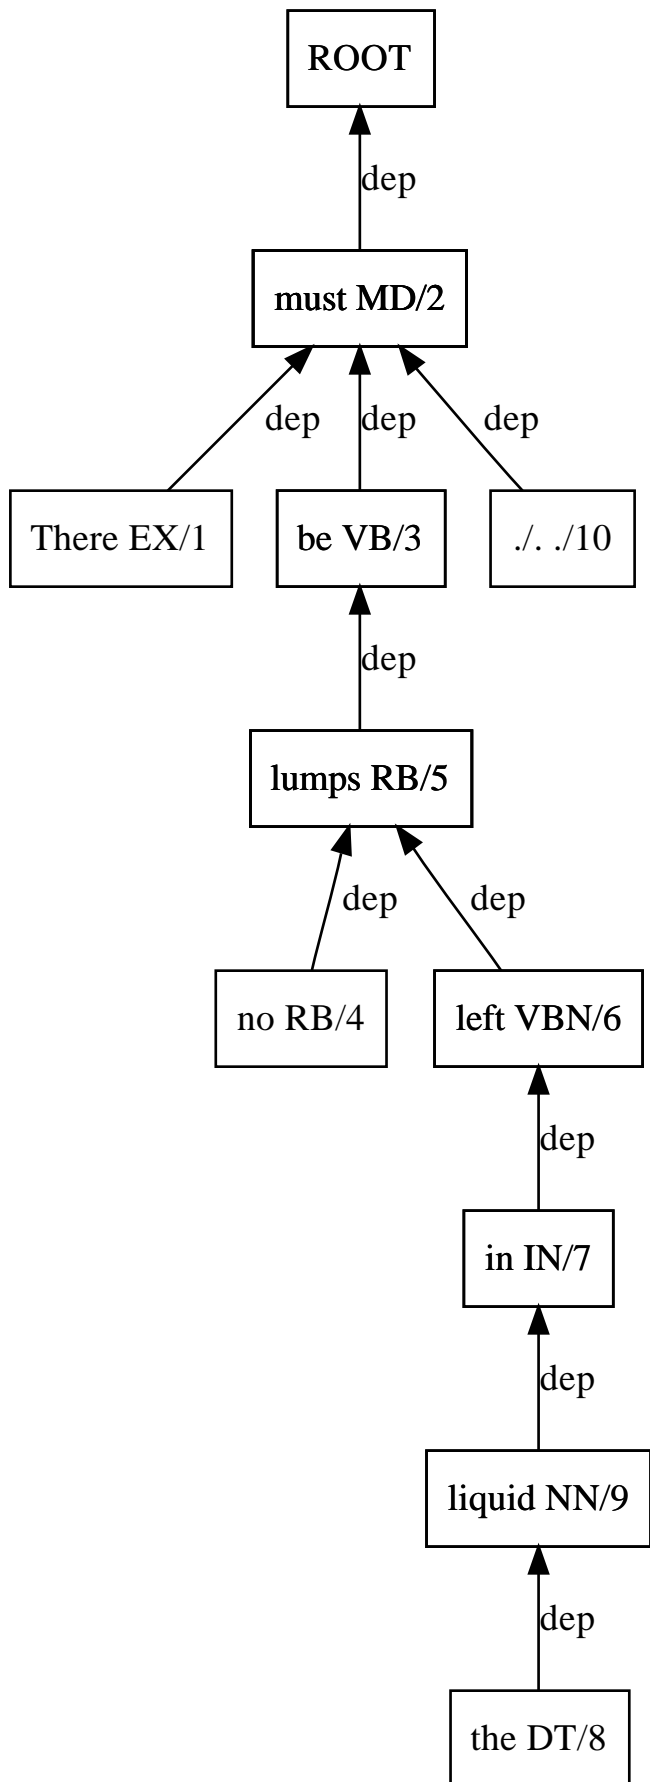 ROOT
dep
must MD/2
dep dep dep
There EX/1 be VB/3 ./. ./10
dep
lumps RB/5
dep dep
no RB/4 left VBN/6
dep
in IN/7
dep
liquid NN/9
dep
the DT/8